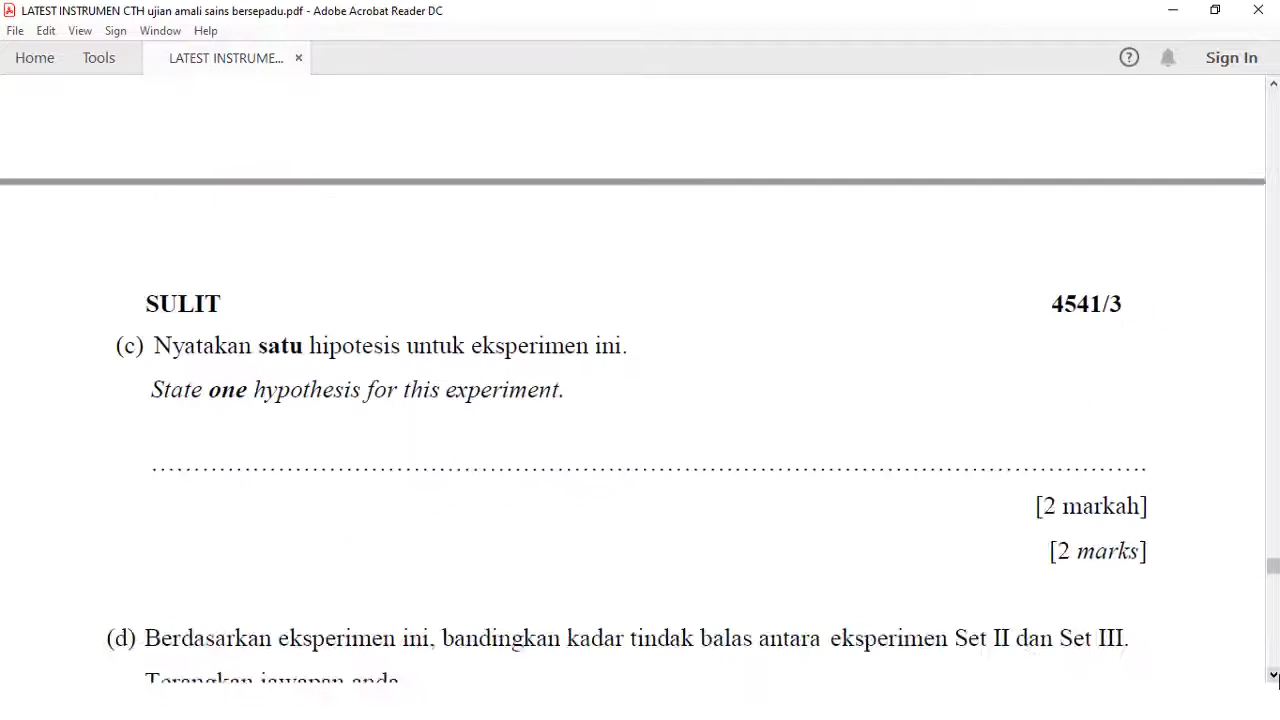 LATEST INSTRUMEN CTH ujian amali sains bersepadu.pdf - Adobe Acrobat Reader DC
File Edit View Sign Window Help
Home Tools LATEST INSTRUME... × ? Sign In
SULIT 4541/3
(c) Nyatakan satu hipotesis untuk eksperimen ini.
State one hypothesis for this experiment.
……………………………………………………………………………………………………….
[2 markah]
[2 marks]
(d) Berdasarkan eksperimen ini, bandingkan kadar tindak balas antara eksperimen Set II dan Set III.
Terangkan jawapan anda